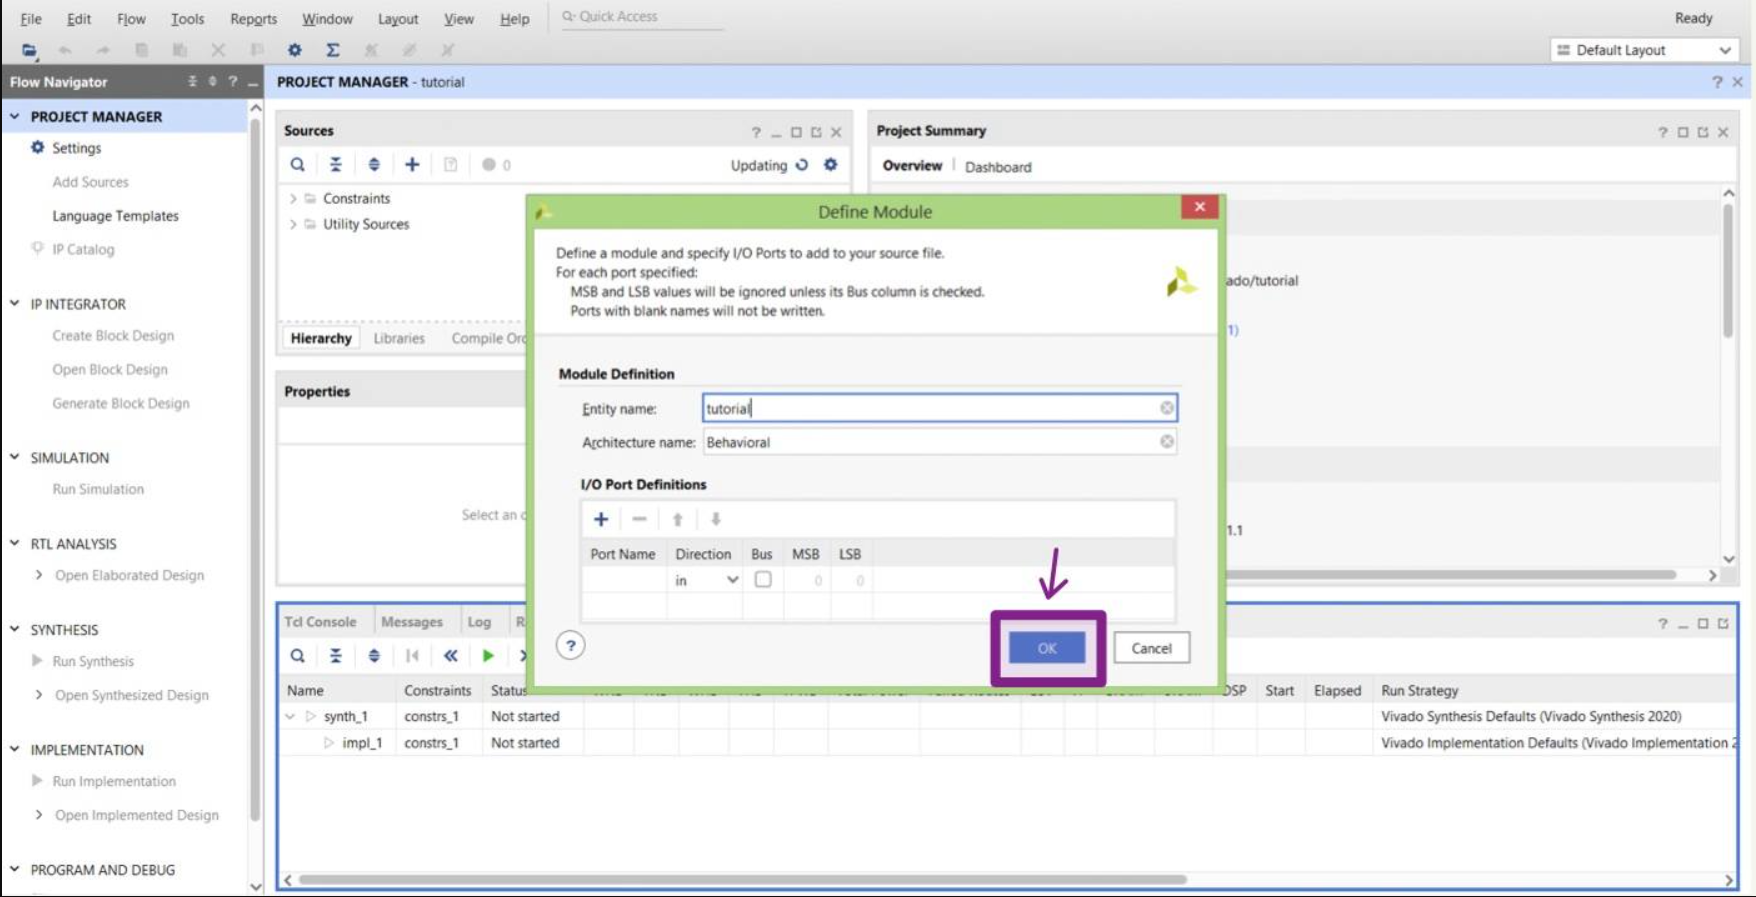 File Edit Flow Tools Reports Window Layout View Help Quick Access Ready
Default Layout
Flow Navigator ? PROJECT MANAGER - tutorial ?
PROJECT MANAGER
Settings
Add Sources
Language Templates
IP Catalog
IP INTEGRATOR
Create Block Design
Open Block Design
Generate Block Design
SIMULATION
Run Simulation
RTL ANALYSIS
Open Elaborated Design
SYNTHESIS
Run Synthesis
Open Synthesized Design
IMPLEMENTATION
Run Implementation
Open Implemented Design
PROGRAM AND DEBUG
Sources ?
0 Updating
Constraints
Utility Sources
Hierarchy Libraries Compile Ord
Properties
Select an o
Project Summary ?
Overview Dashboard
ado/tutorial
1)
1.1
Define Module
Define a module and specify I/O Ports to add to your source file.
For each port specified:
MSB and LSB values will be ignored unless its Bus column is checked.
Ports with blank names will not be written.
Module Definition
Entity name: tutorial
Architecture name: Behavioral
I/O Port Definitions
Port Name Direction Bus MSB LSB
in 0 0
? OK Cancel
Tcl Console Messages Log R ?
Name Constraints Status DSP Start Elapsed Run Strategy
synth_1 constrs_1 Not started Vivado Synthesis Defaults (Vivado Synthesis 2020)
impl_1 constrs_1 Not started Vivado Implementation Defaults (Vivado Implementation 2